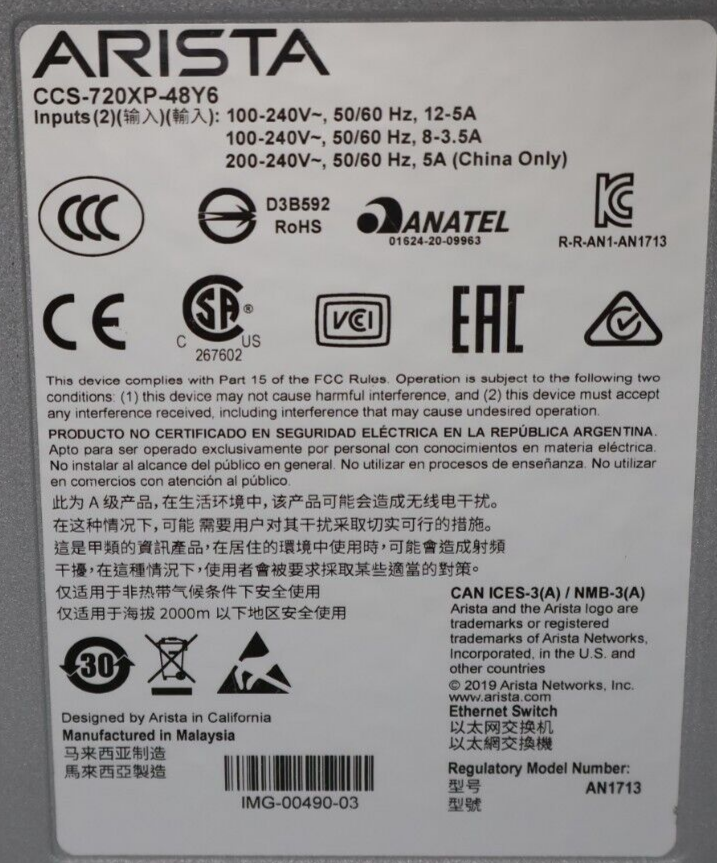 ARISTA
CCS-720XP-48Y6
Inputs(2)(输入)(輸入): 100-240V~, 50/60 Hz, 12-5A
100-240V~, 50/60 Hz, 8-3.5A
200-240V~, 50/60 Hz, 5A (China Only)
CCC
D3B592
RoHS
ANATEL
01624-20-09963
KC
R-R-AN1-AN1713
CE
SA®
C US
267602
VCI
EAC
This device complies with Part 15 of the FCC Rules. Operation is subject to the following two
conditions: (1) this device may not cause harmful interference, and (2) this device must accept
any interference received, including interference that may cause undesired operation.
PRODUCTO NO CERTIFICADO EN SEGURIDAD ELÉCTRICA EN LA REPÚBLICA ARGENTINA.
Apto para ser operado exclusivamente por personal con conocimientos en materia eléctrica.
No instalar al alcance del público en general. No utilizar en procesos de enseñanza. No utilizar
en comercios con atención al público.
此为 A 级产品,在生活环境中,该产品可能会造成无线电干扰。
在这种情况下,可能 需要用户对其干扰采取切实可行的措施。
這是甲類的資訊產品,在居住的環境中使用時,可能會造成射頻
干擾,在這種情況下,使用者會被要求採取某些適當的對策。
仅适用于非热带气候条件下安全使用
仅适用于海拔 2000m 以下地区安全使用
30
CAN ICES-3(A) / NMB-3(A)
Arista and the Arista logo are
trademarks or registered
trademarks of Arista Networks,
Incorporated, in the U.S. and
other countries
© 2019 Arista Networks, Inc.
www.arista.com
Ethernet Switch
以太网交换机
以太網交換機
Designed by Arista in California
Manufactured in Malaysia
马来西亚制造
馬來西亞製造
IMG-00490-03
Regulatory Model Number:
型号 AN1713
型號